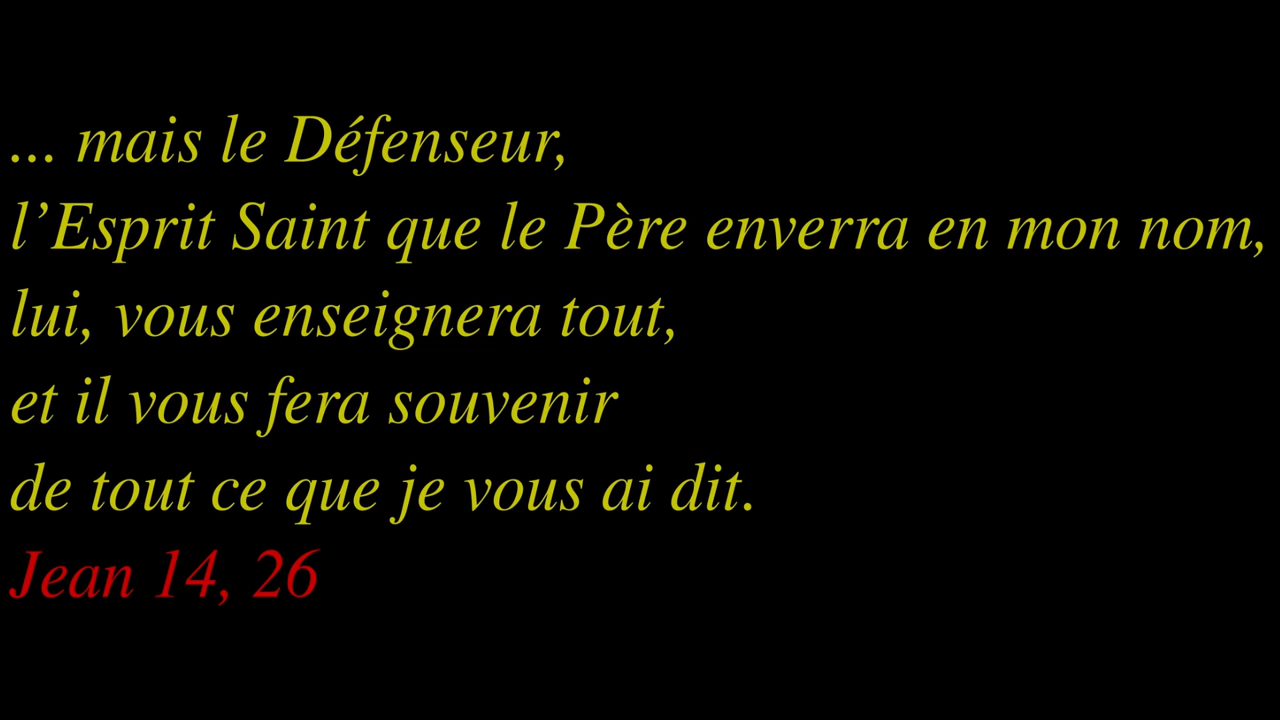 ... mais le Défenseur,
l’Esprit Saint que le Père enverra en mon nom,
lui, vous enseignera tout,
et il vous fera souvenir
de tout ce que je vous ai dit.
Jean 14, 26